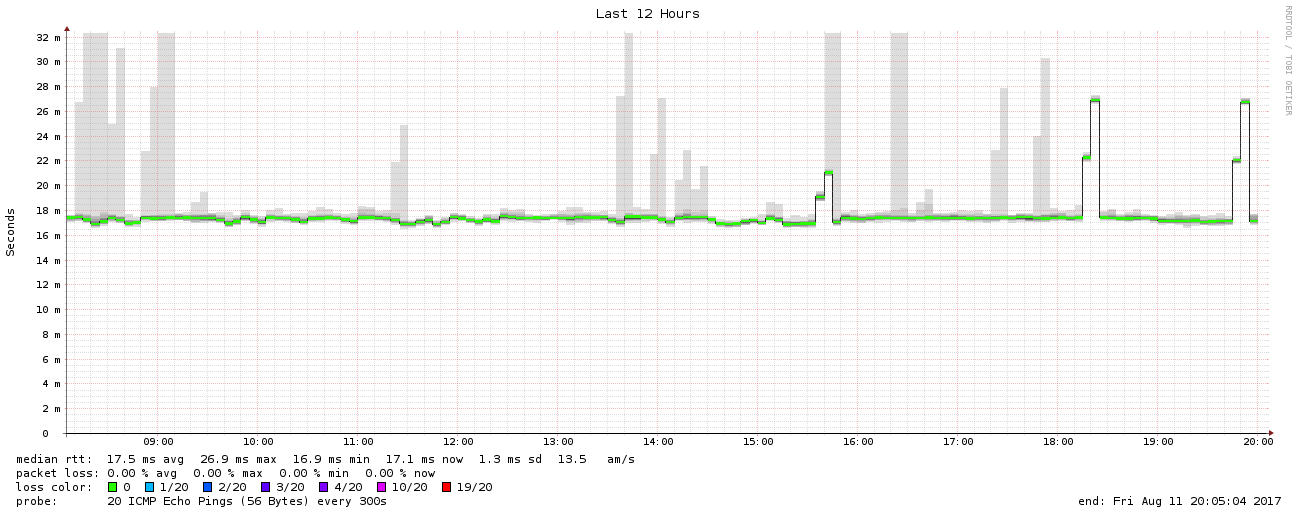 Last 12 Hours
RRDTOOL / TOBI OETIKER
Seconds
32 m
30 m
28 m
26 m
24 m
22 m
20 m
18 m
16 m
14 m
12 m
10 m
8 m
6 m
4 m
2 m
0
09:00 10:00 11:00 12:00 13:00 14:00 15:00 16:00 17:00 18:00 19:00 20:00
median rtt: 17.5 ms avg 26.9 ms max 16.9 ms min 17.1 ms now 1.3 ms sd 13.5 am/s
packet loss: 0.00 % avg 0.00 % max 0.00 % min 0.00 % now
loss color: 0 1/20 2/20 3/20 4/20 10/20 19/20
probe: 20 ICMP Echo Pings (56 Bytes) every 300s end: Fri Aug 11 20:05:04 2017